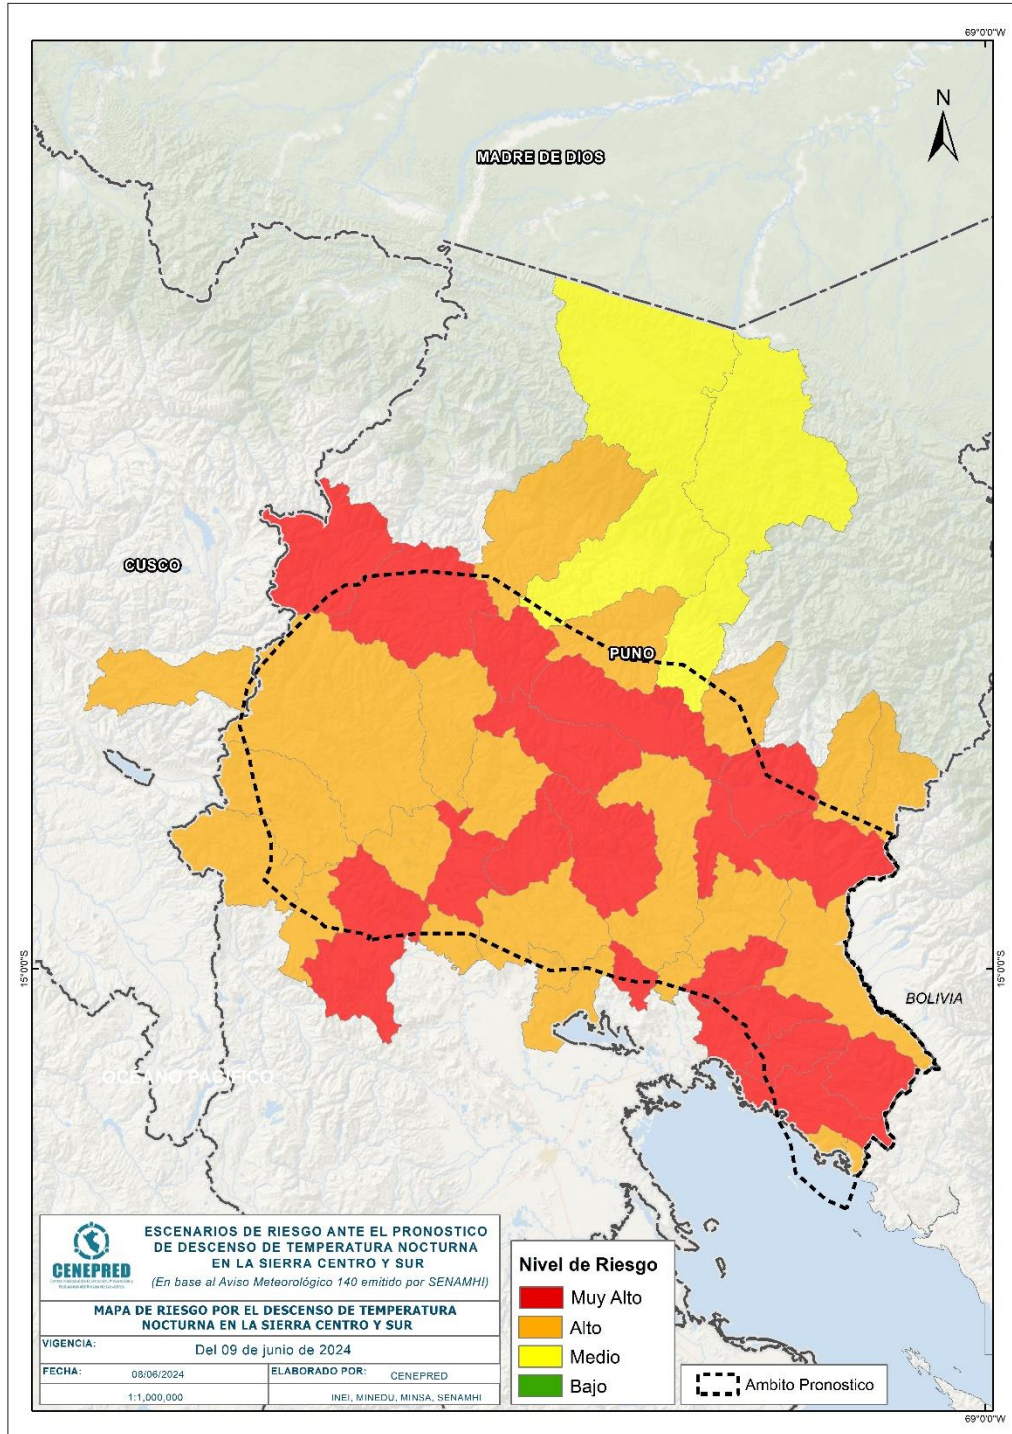 69°0'0"W
N
MADRE DE DIOS
CUSCO
PUNO
15°0'0"S
15°0'0"S
BOLIVIA
OCEANO PACIFICO
CENEPRED
ESCENARIOS DE RIESGO ANTE EL PRONOSTICO
DE DESCENSO DE TEMPERATURA NOCTURNA
EN LA SIERRA CENTRO Y SUR
(En base al Aviso Meteorológico 140 emitido por SENAMHI)
MAPA DE RIESGO POR EL DESCENSO DE TEMPERATURA
NOCTURNA EN LA SIERRA CENTRO Y SUR
VIGENCIA:
Del 09 de junio de 2024
FECHA:
08/06/2024
ELABORADO POR:
CENEPRED
1:1,000,000
INEI, MINEDU, MINSA, SENAMHI
Nivel de Riesgo
Muy Alto
Alto
Medio
Bajo
Ambito Pronostico
69°0'0"W